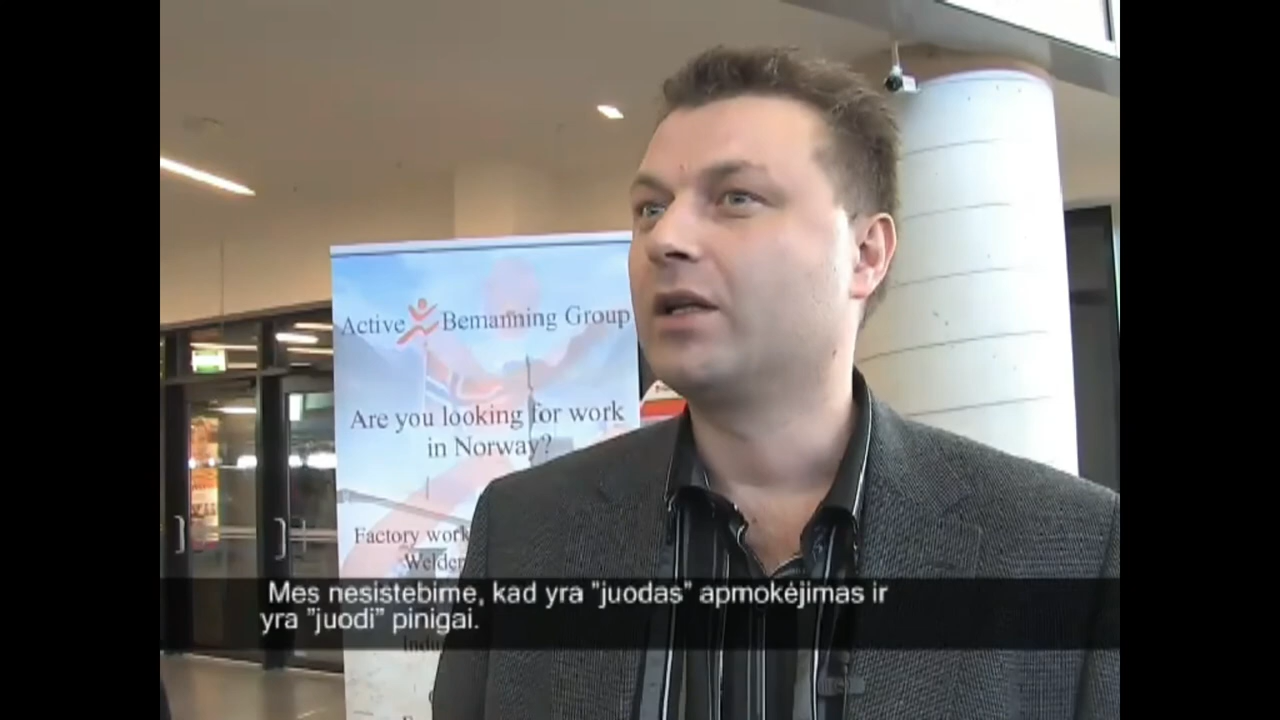 Active Bemanning Group
Are you looking for work
in Norway?
Factory work
Welder
Mes nesistebime, kad yra "juodas" apmokėjimas ir
yra "juodi" pinigai.
Indu